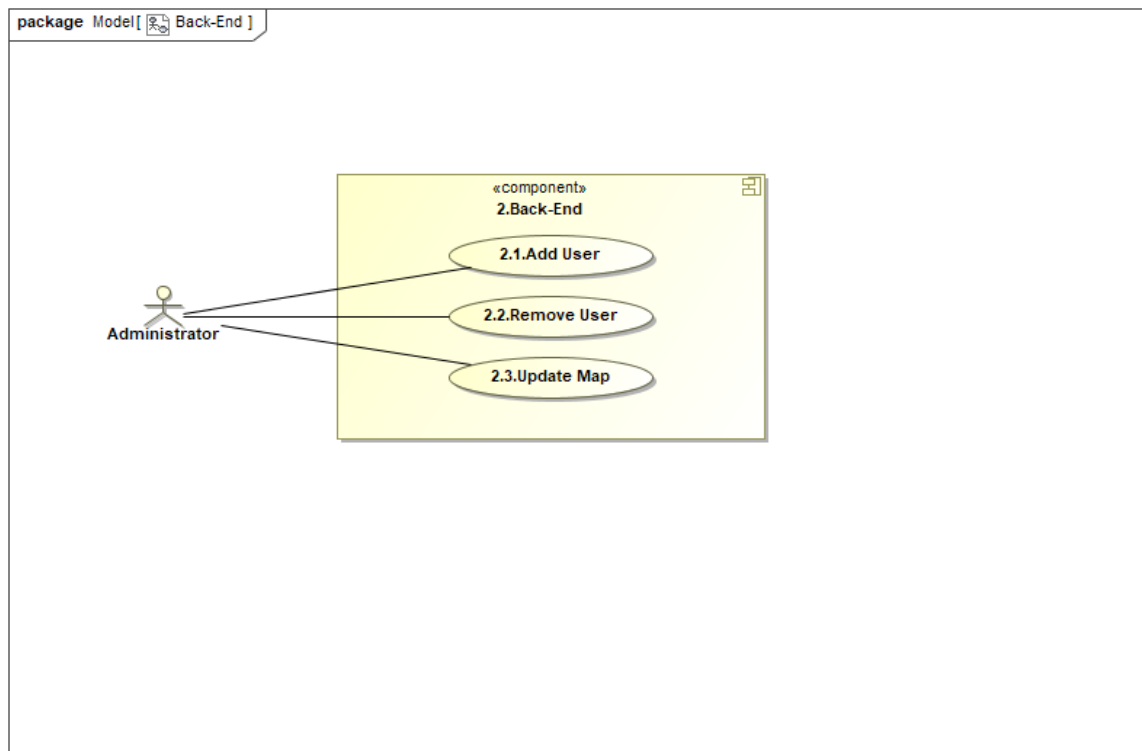 package Model[ Back-End ]
«component»
2.Back-End
2.1.Add User
2.2.Remove User
Administrator
2.3.Update Map